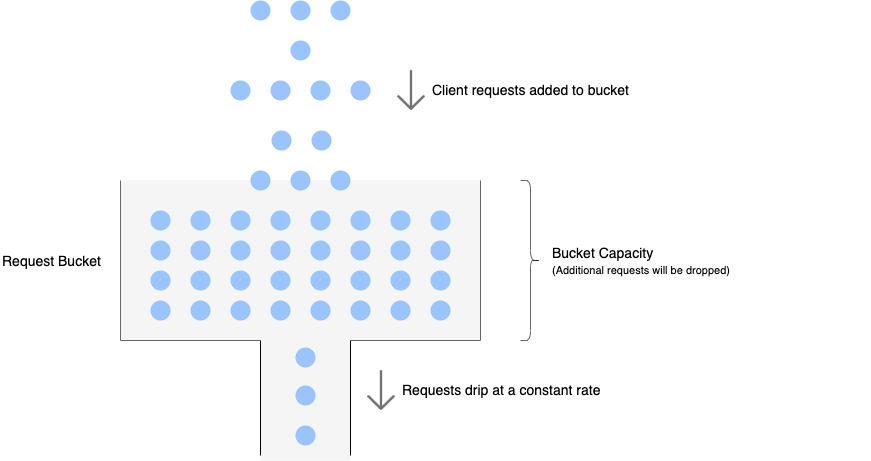 Client requests added to bucket
Request Bucket
Bucket Capacity
(Additional requests will be dropped)
Requests drip at a constant rate